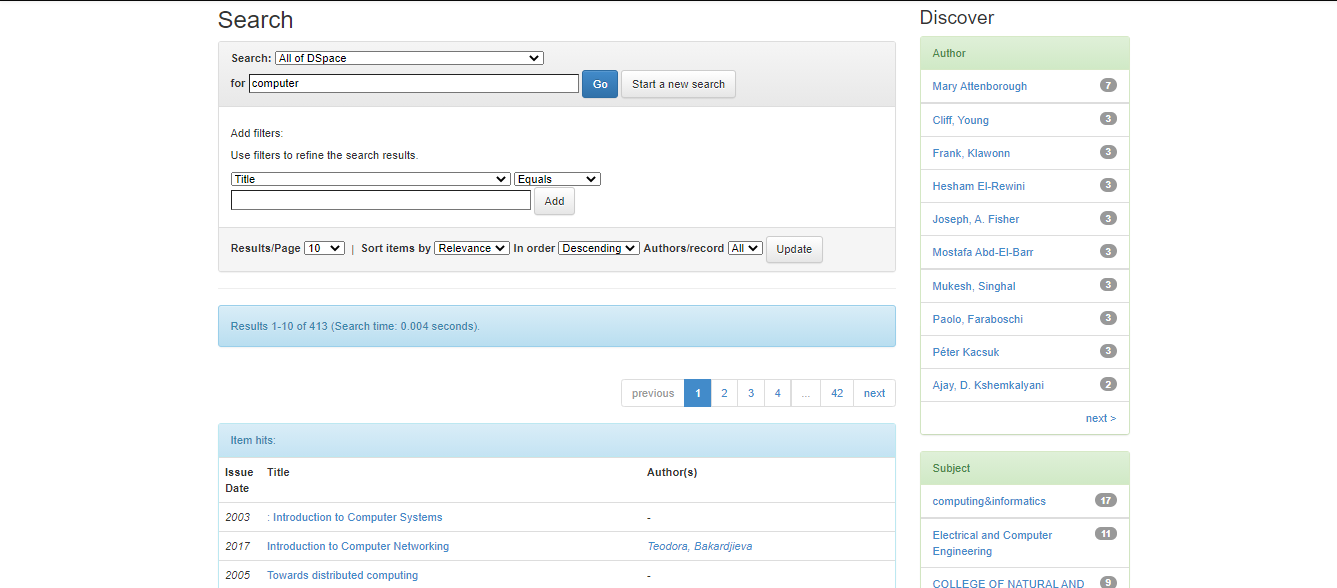 Search
Search: All of DSpace
for computer Go Start a new search
Add filters:
Use filters to refine the search results.
Title Equals
Add
Results/Page 10 | Sort items by Relevance In order Descending Authors/record All Update
Results 1-10 of 413 (Search time: 0.004 seconds).
previous 1 2 3 4 ... 42 next
Item hits:
Issue Date Title Author(s)
2003 : Introduction to Computer Systems -
2017 Introduction to Computer Networking Teodora, Bakardjieva
2005 Towards distributed computing -
Discover
Author
Mary Attenborough 7
Cliff, Young 3
Frank, Klawonn 3
Hesham El-Rewini 3
Joseph, A. Fisher 3
Mostafa Abd-El-Barr 3
Mukesh, Singhal 3
Paolo, Faraboschi 3
Péter Kacsuk 3
Ajay, D. Kshemkalyani 2
next >
Subject
computing&informatics 17
Electrical and Computer Engineering 11
COLLEGE OF NATURAL AND 9